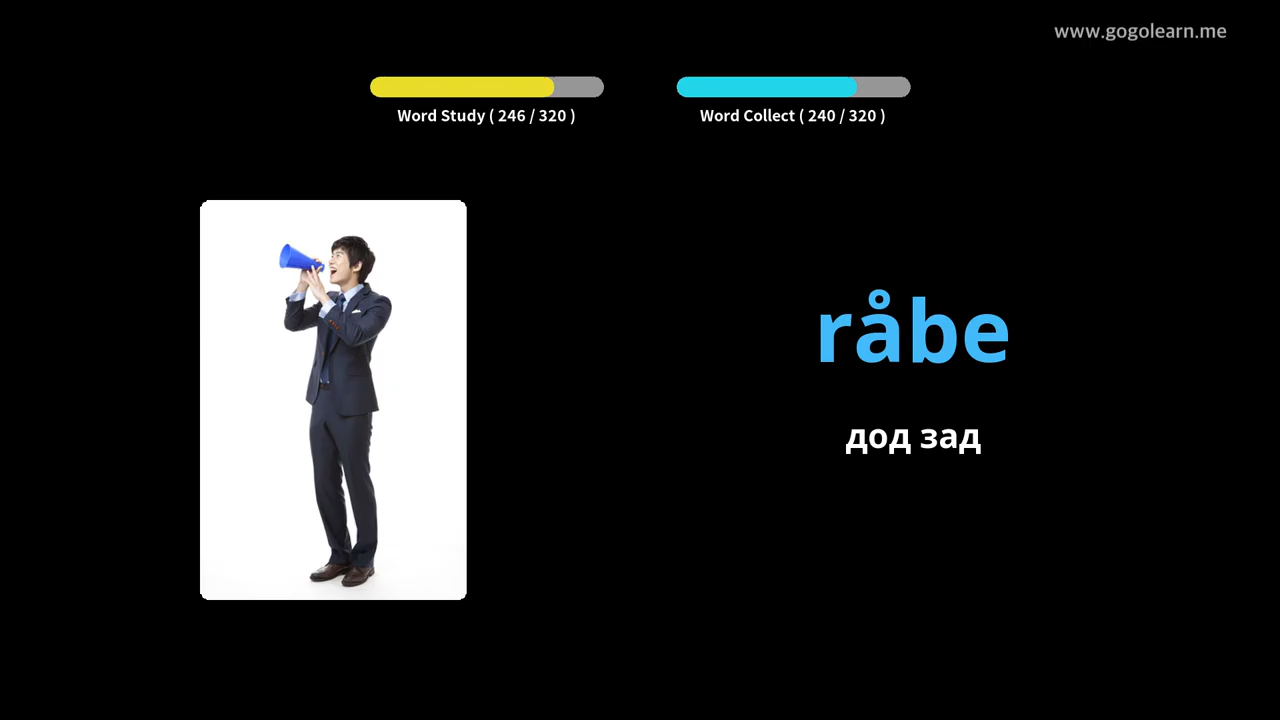 www.gogolearn.me
Word Study ( 246 / 320 )
Word Collect ( 240 / 320 )
råbe
дод зад